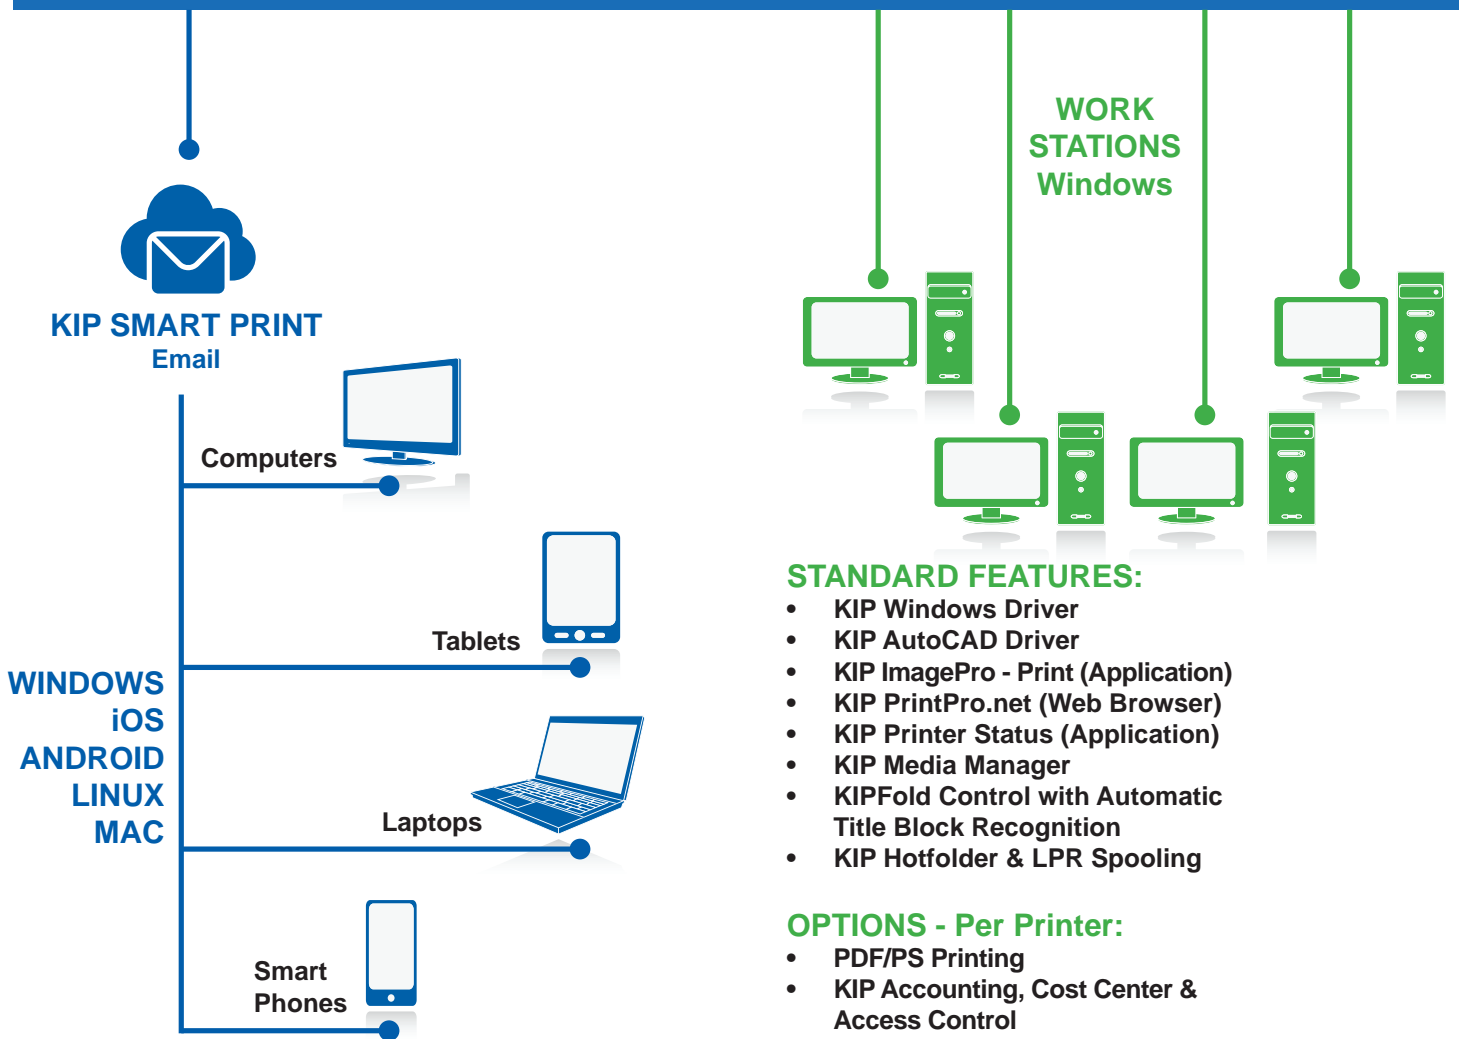 KIP SMART PRINT
Email
Computers
Tablets
WINDOWS
iOS
ANDROID
LINUX
MAC
Laptops
Smart
Phones
WORK
STATIONS
Windows
STANDARD FEATURES:
• KIP Windows Driver
• KIP AutoCAD Driver
• KIP ImagePro - Print (Application)
• KIP PrintPro.net (Web Browser)
• KIP Printer Status (Application)
• KIP Media Manager
• KIPFold Control with Automatic
Title Block Recognition
• KIP Hotfolder & LPR Spooling
OPTIONS - Per Printer:
• PDF/PS Printing
• KIP Accounting, Cost Center &
Access Control